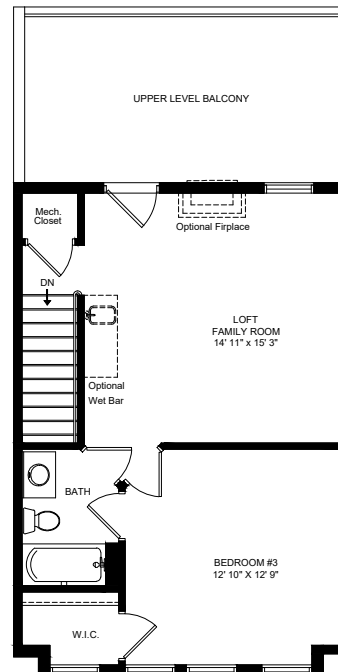 UPPER LEVEL BALCONY
Mech.
Closet
Optional Firplace
DN
LOFT
FAMILY ROOM
14' 11" x 15' 3"
Optional
Wet Bar
BATH
BEDROOM #3
12' 10" X 12' 9"
W.I.C.